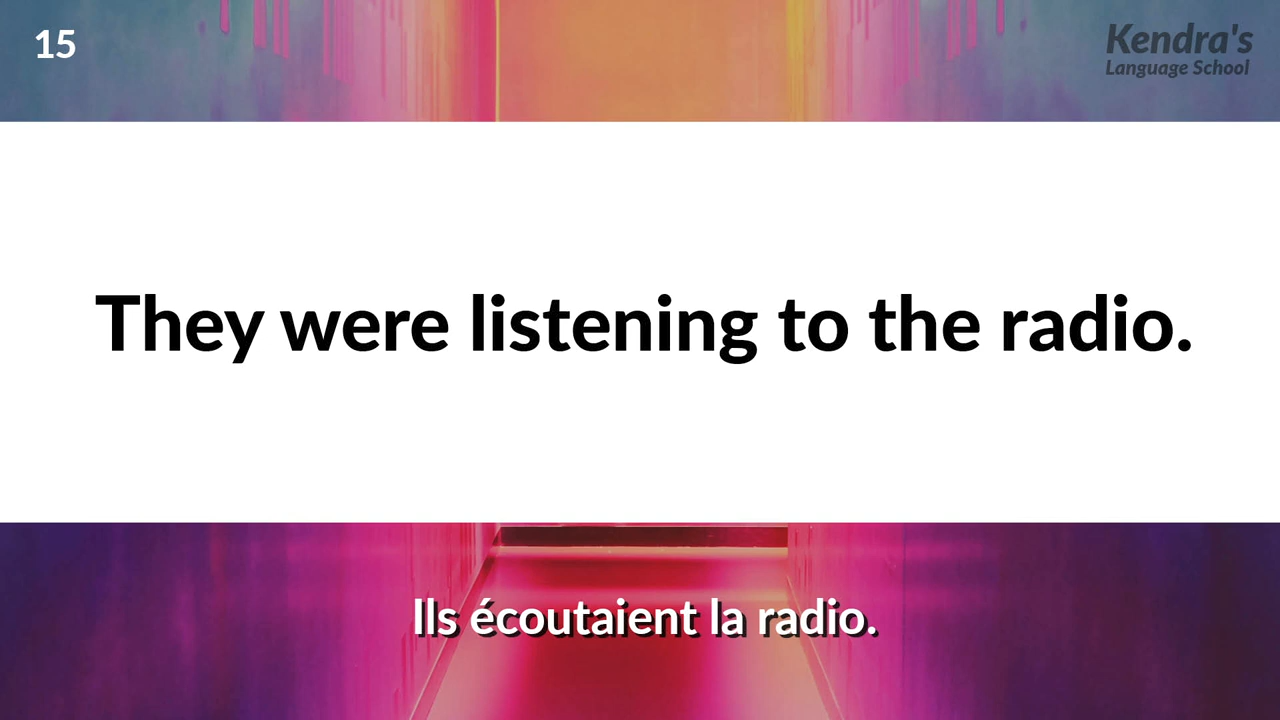 15
Kendra's
Language School
They were listening to the radio.
Ils écoutaient la radio.